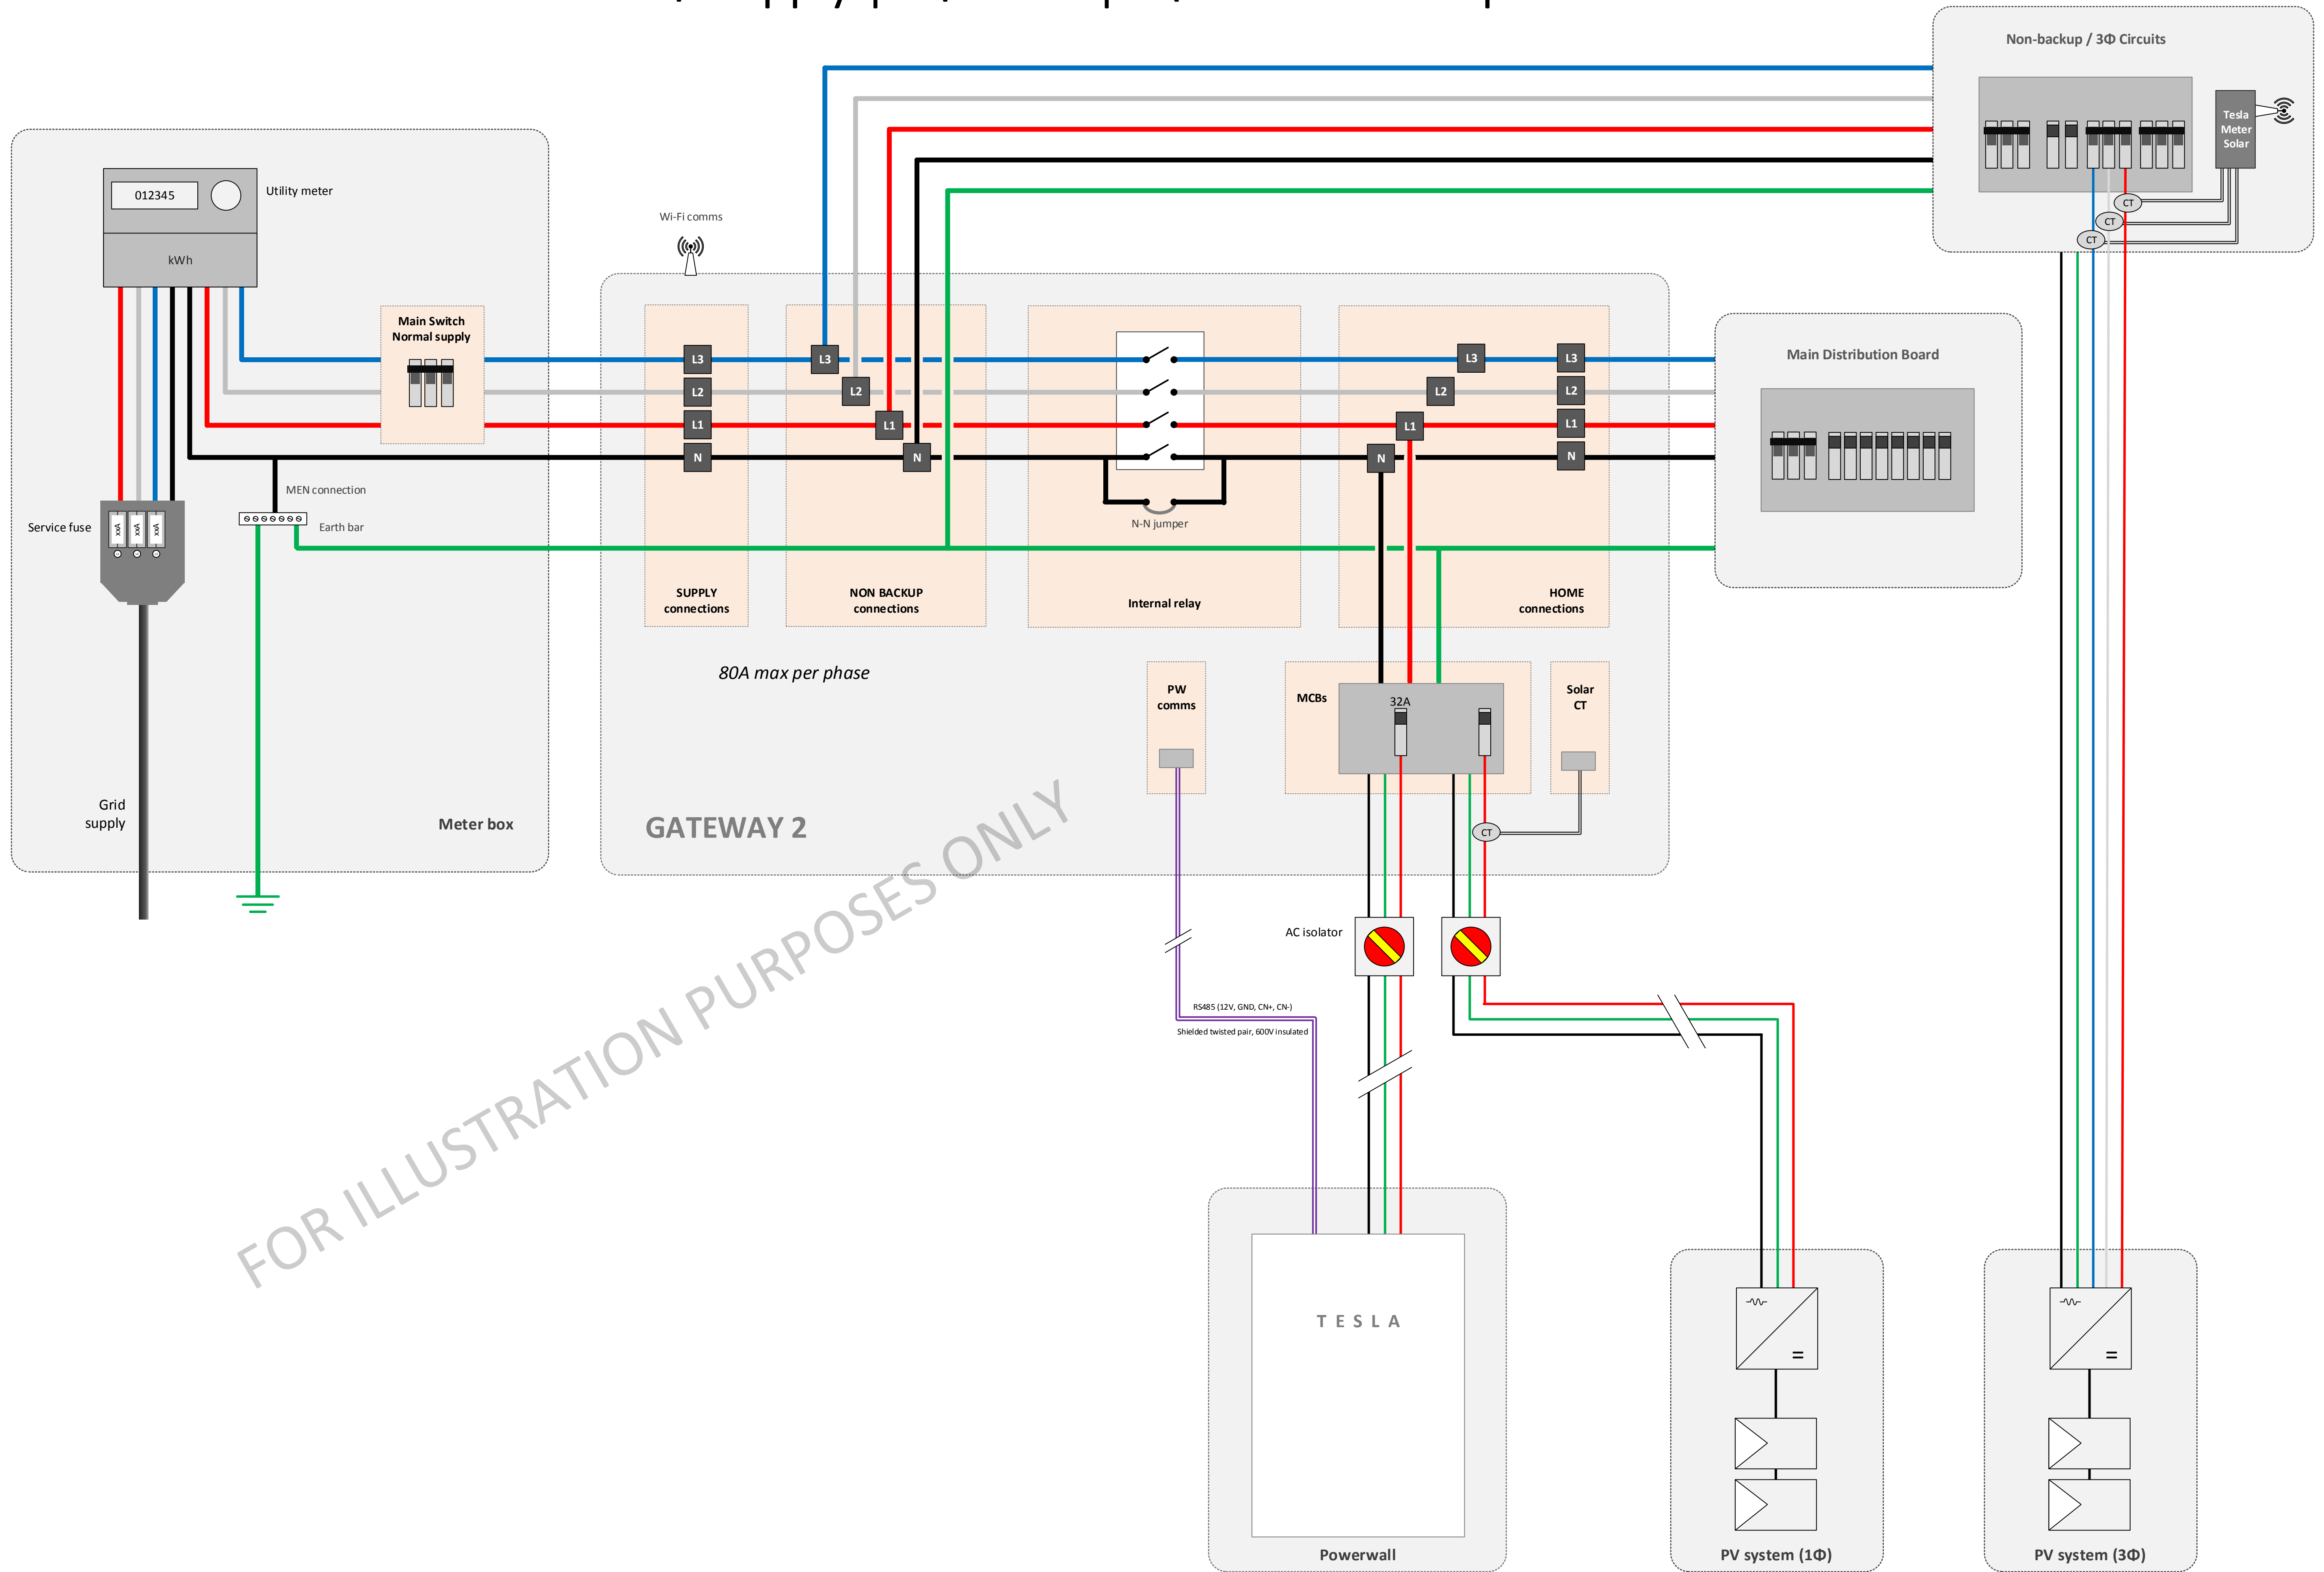 Non-backup / 3Φ Circuits
Tesla
Meter
Solar
CT
CT
CT
012345
kWh
Utility meter
Main Switch
Normal supply
MEN connection
Earth bar
Service fuse
xxA
xxA
xxA
Grid
supply
Meter box
Wi-Fi comms
L3
L2
L1
N
SUPPLY
connections
L3
L2
L1
N
NON BACKUP
connections
N-N jumper
Internal relay
L3
L2
L1
N
L3
L2
L1
N
HOME
connections
Main Distribution Board
80A max per phase
PW
comms
MCBs
32A
Solar
CT
CT
GATEWAY 2
AC isolator
RS485 (12V, GND, CN+, CN-)
Shielded twisted pair, 600V insulated
FOR ILLUSTRATION PURPOSES ONLY
TESLA
Powerwall
=
PV system (1Φ)
=
PV system (3Φ)